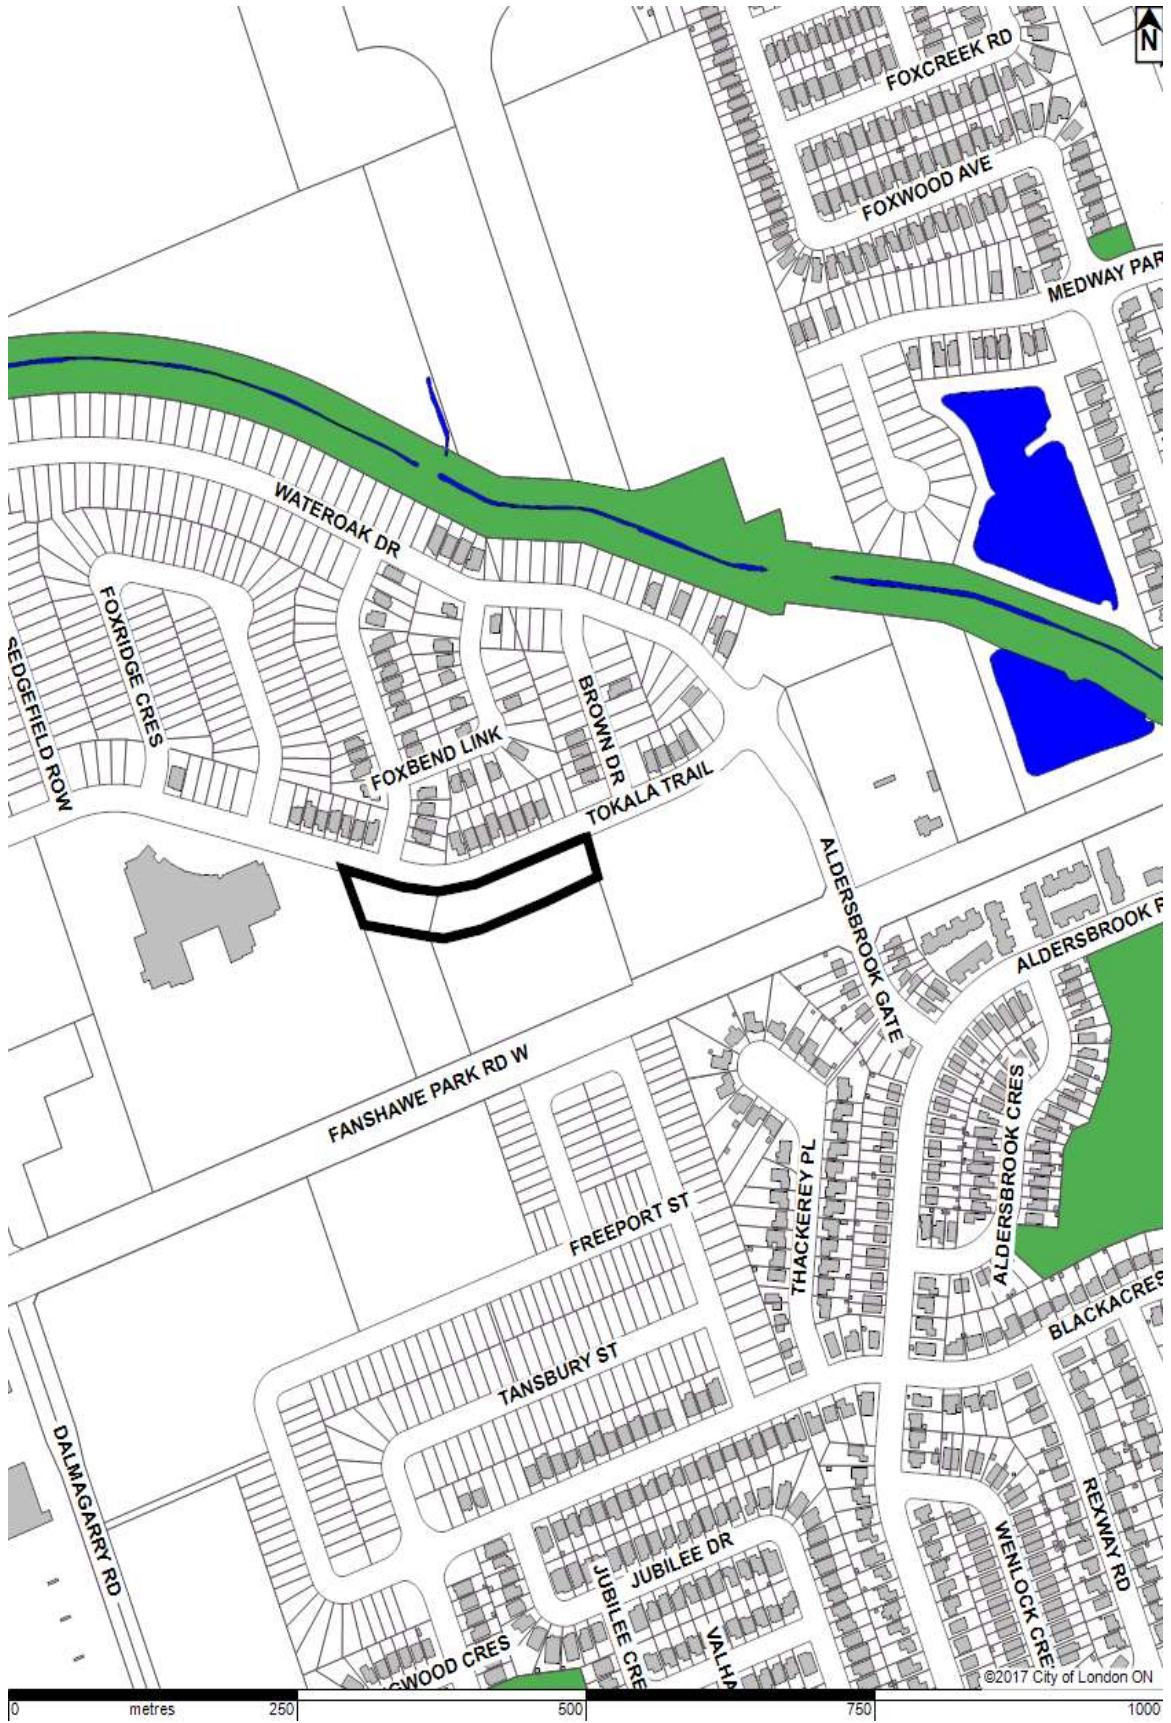 N
FOXCREEK RD
FOXWOOD AVE
MEDWAY PAR
WATEROAK DR
FOXRIDGE CRES
SEDGEFIELD ROW
FOXBEND LINK
BROWN DR
TOKALA TRAIL
ALDERSBROOK GATE
ALDERSBROOK R
FANSHAWE PARK RD W
ALDERSBROOK CRES
THACKEREY PL
FREEPORT ST
BLACKACRES
TANSBURY ST
DALMAGARRY RD
REXWAY RD
WENLOCK CRE
JUBILEE DR
JUBILEE CRE
VALHA
GWOOD CRES
©2017 City of London ON
0 metres 250 500 750 1000